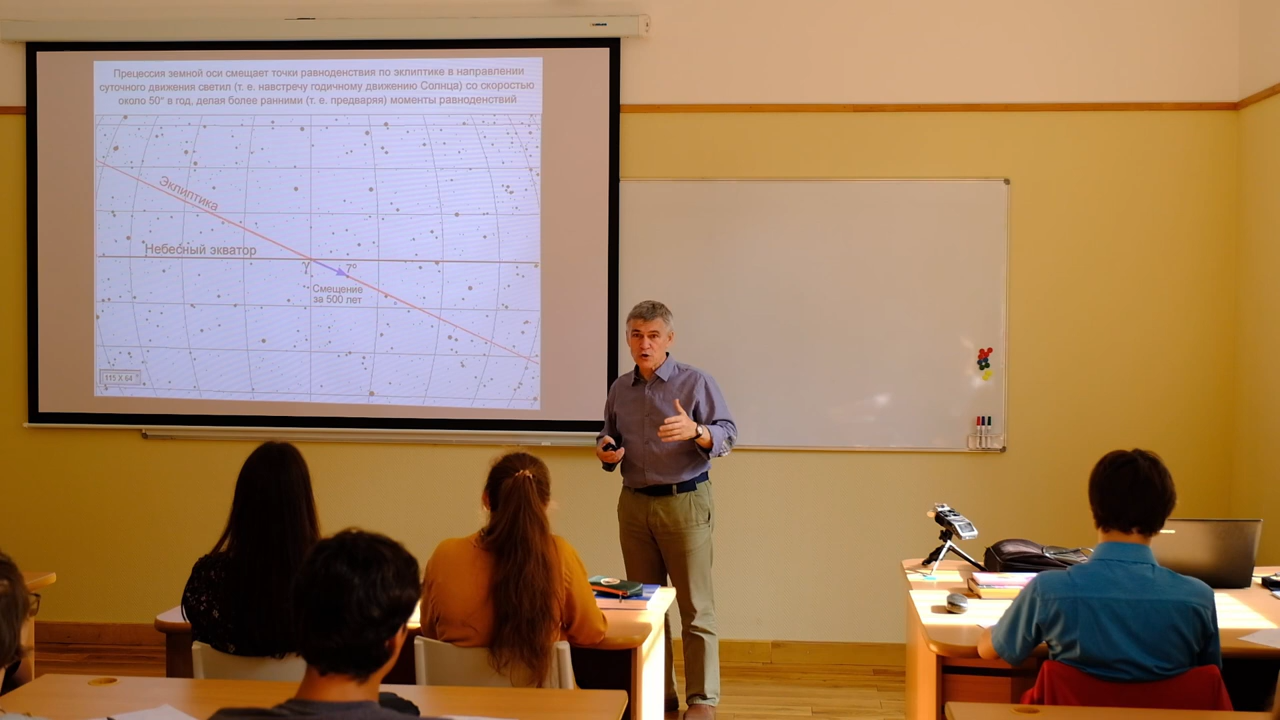 Прецессия земной оси смещает точки равноденствия по эклиптике в направлении
суточного движения светил (т. е. навстречу годичному движению Солнца) со скоростью
около 50" в год, делая более ранними (т. е. предваряя) моменты равноденствий
Эклиптика
Небесный экватор
γ 7°
Смещение
за 500 лет
115 X 64 °